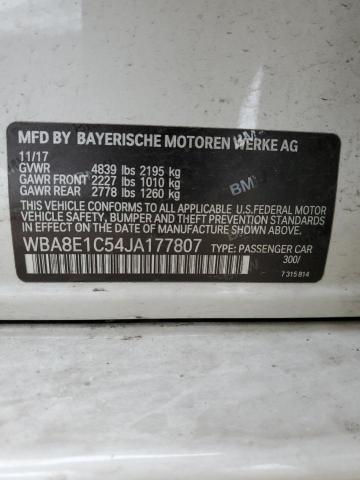 MFD BY BAYERISCHE MOTOREN WERKE AG
11/17
GVWR 4839 lbs 2195 kg
GAWR FRONT 2227 lbs 1010 kg
GAWR REAR 2778 lbs 1260 kg
THIS VEHICLE CONFORMS TO ALL APPLICABLE U.S.FEDERAL MOTOR
VEHICLE SAFETY, BUMPER AND THEFT PREVENTION STANDARDS
IN EFFECT ON THE DATE OF MANUFACTURE SHOWN ABOVE.
WBA8E1C54JA177807 TYPE: PASSENGER CAR
300/
7 315 814